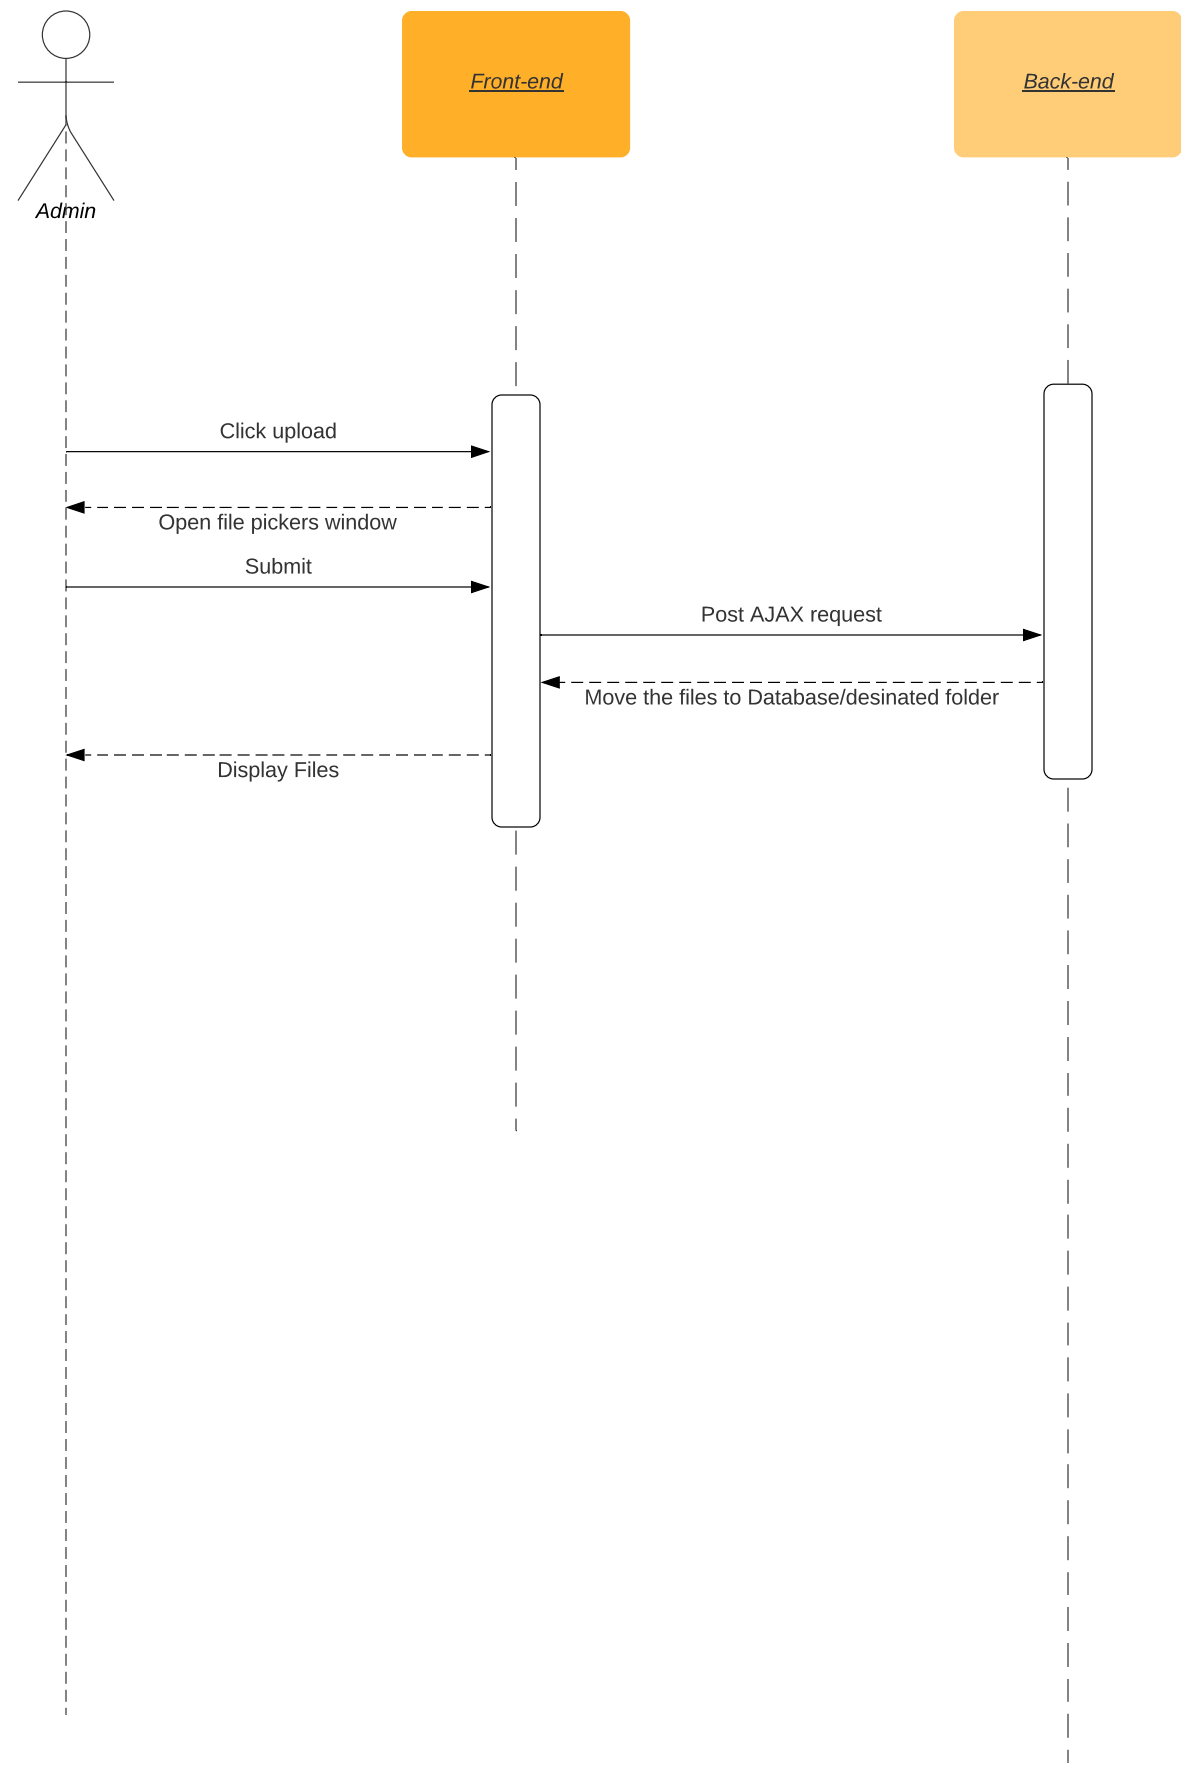 Front-end
Back-end
Admin
Click upload
Open file pickers window
Submit
Post AJAX request
Move the files to Database/desinated folder
Display Files